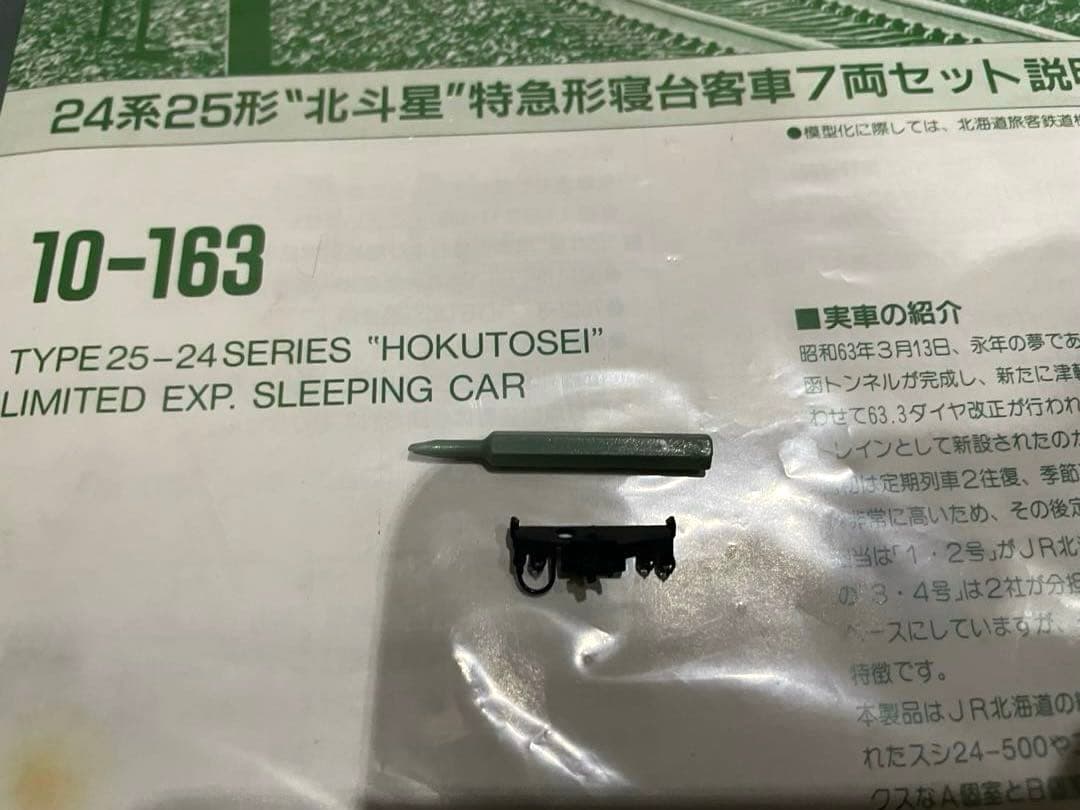 24系25形"北斗星"特急形寝台客車7両セット 説明
●模型化に際しては、北海道旅客鉄道
10-163
TYPE 25-24 SERIES "HOKUTOSEI"
LIMITED EXP. SLEEPING CAR
■実車の紹介
昭和63年3月13日、永年の夢であ
函トンネルが完成し、新たに津軽
わせて63.3ダイヤ改正が行われ
レインとして新設されたのか
は定期列車2往復、季節
非常に高いため、その後定
当は「1・2号」がJR北海
の「3・4号」は2社が分担
ベースにしていますが、
特徴です。
本製品はJR北海道の
れたスシ24-500や
クスなA個室とB個